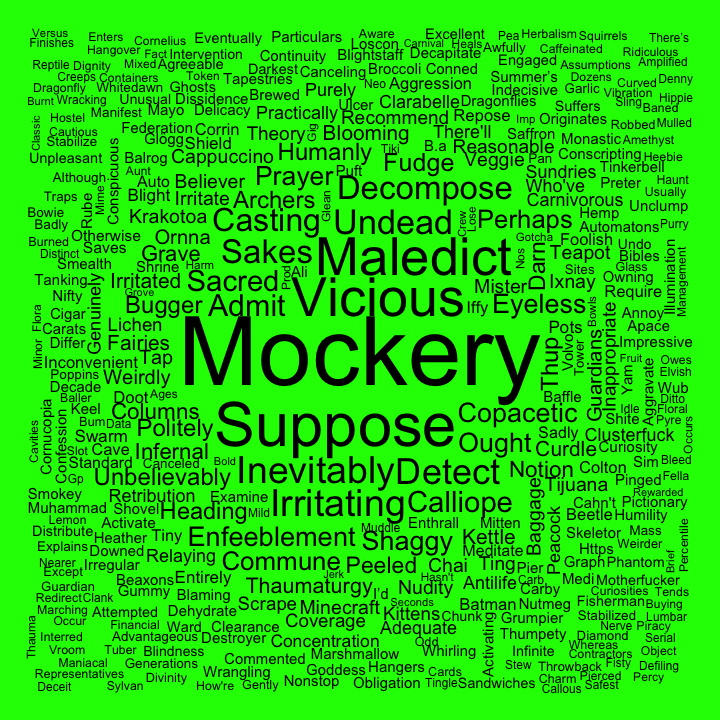 Versus
Enters
Cornelius
Eventually
Particulars
Aware
Excellent
Pea
Herbalism
Squirrels
There's
Finishes
Hangover
Fact
Intervention
Continuity
Loscon
Carnival
Heals
Awfully
Caffeinated
Ridiculous
Reptile
Dignity
Mixed
Agreeable
Darkest
Blightstaff
Decapitate
Engaged
Assumptions
Amplified
Creeps
Containers
Token
Tapestries
Canceling
Broccoli
Conned
Summer's
Dozens
Curved
Denny
Dragonfly
Whitedawn
Ghosts
Brewed
Purely
Neo
Aggression
Indecisive
Garlic
Vibration
Hippie
Burnt
Wracking
Unusual
Dissidence
Ulcer
Clarabelle
Dragonflies
Suffers
Sling
Baned
Hostel
Manifest
Mayo
Delicacy
Practically
Recommend
Repose
Imp
Originates
Robbed
Mulled
Classic
Cautious
Federation
Corrin
Theory
Gig
Blooming
There'll
Saffron
Monastic
Amethyst
Stabilize
Conspicuous
Glogg
Shield
Humanly
Tiki
B.a
Reasonable
Conscripting
Heebie
Unpleasant
Balrog
Cappuccino
Fudge
Veggie
Pan
Sundries
Tinkerbell
Although
Aunt
Auto
Believer
Prayer
Puft
Decompose
Who've
Preter
Haunt
Traps
Rube
Mime
Blight
Irritate
Archers
Glean
Carnivorous
Usually
Unclump
Bowie
Krakotoa
Casting
Undead
Crew
Lose
Perhaps
Hemp
Automatons
Purry
Badly
Otherwise
Ornna
Gotcha
Foolish
Undo
Burned
Distinct
Saves
Grave
Sakes
Maledict
Nos
Darn
Teapot
Bibles
Illumination
Management
Smealth
Shrine
Harm
Sites
Glass
Tanking
Genuinely
Irritated
Sacred
Prod
Ali
Vicious
Mister
Ixnay
Owning
Nifty
Grove
Bugger
Admit
Iffy
Eyeless
Bowls
Require
Cigar
Flora
Lichen
Mockery
Pots
Guardians
Inappropriate
Annoy
Carats
Minor
Fairies
Thup
Volvo
Tower
Apace
Differ
Tap
Impressive
Inconvenient
Weirdly
Yam
Fruit
Owes
Poppins
Aggravate
Elvish
Decade
Ages
Baffle
Wub
Baller
Doot
Suppose
Copacetic
Idle
Ditto
Cornucopia
Keel
Columns
Shite
Floral
Pyre
Cavities
Confession
Bum
Data
Politely
Ought
Sadly
Clusterfuck
Occurs
Swarm
Slot
Cave
Infernal
Curdle
Curiosity
Standard
Canceled
Bold
Inevitably
Detect
Notion
Colton
Sim
Bleed
Gp
Unbelievably
Baggage
Tijuana
Pinged
Fella
Smokey
Retribution
Examine
Irritating
Calliope
Cahn't
Rewarded
Pictionary
Muhammad
Shovel
Heading
Mild
Peacock
Beetle
Humility
Lemon
Activate
Muddle
Enthrall
Mitten
Skeletor
Mass
Distribute
Heather
Tiny
Enfeeblement
Shaggy
Kettle
Https
Weirder
Percentile
Explains
Downed
Relaying
Meditate
Graph
Phantom
Brief
Nearer
Irregular
Commune
Peeled
Chai
Ting
Pier
Except
Beaxons
Entirely
Jerk
Hasn't
Antilife
Carb
Medi
Motherfucker
Guardian
Gummy
Blaming
Thaumaturgy
I'd
Nudity
Carby
Curiosities
Tends
Redirect
Clank
Scrape
Minecraft
Seconds
Batman
Nutmeg
Fisherman
Buying
Marching
Attempted
Dehydrate
Kittens
Chunk
Grumpier
Stabilized
Lumbar
Occur
Financial
Ward
Clearance
Coverage
Adequate
Activating
Thumpety
Nerve
Piracy
Thauma
Interred
Advantageous
Destroyer
Concentration
Odd
Diamond
Serial
Vroom
Tuber
Blindness
Marshmallow
Whirling
Infinite
Whereas
Object
Maniacal
Generations
Commented
Contractors
Representatives
Divinity
Wrangling
Goddess
Hangers
Cards
Stew
Throwback
Fisty
Defiling
Deceit
Sylvan
How're
Gently
Nonstop
Obligation
Tingle
Sandwiches
Charm
Pierced
Percy
Callous
Safest